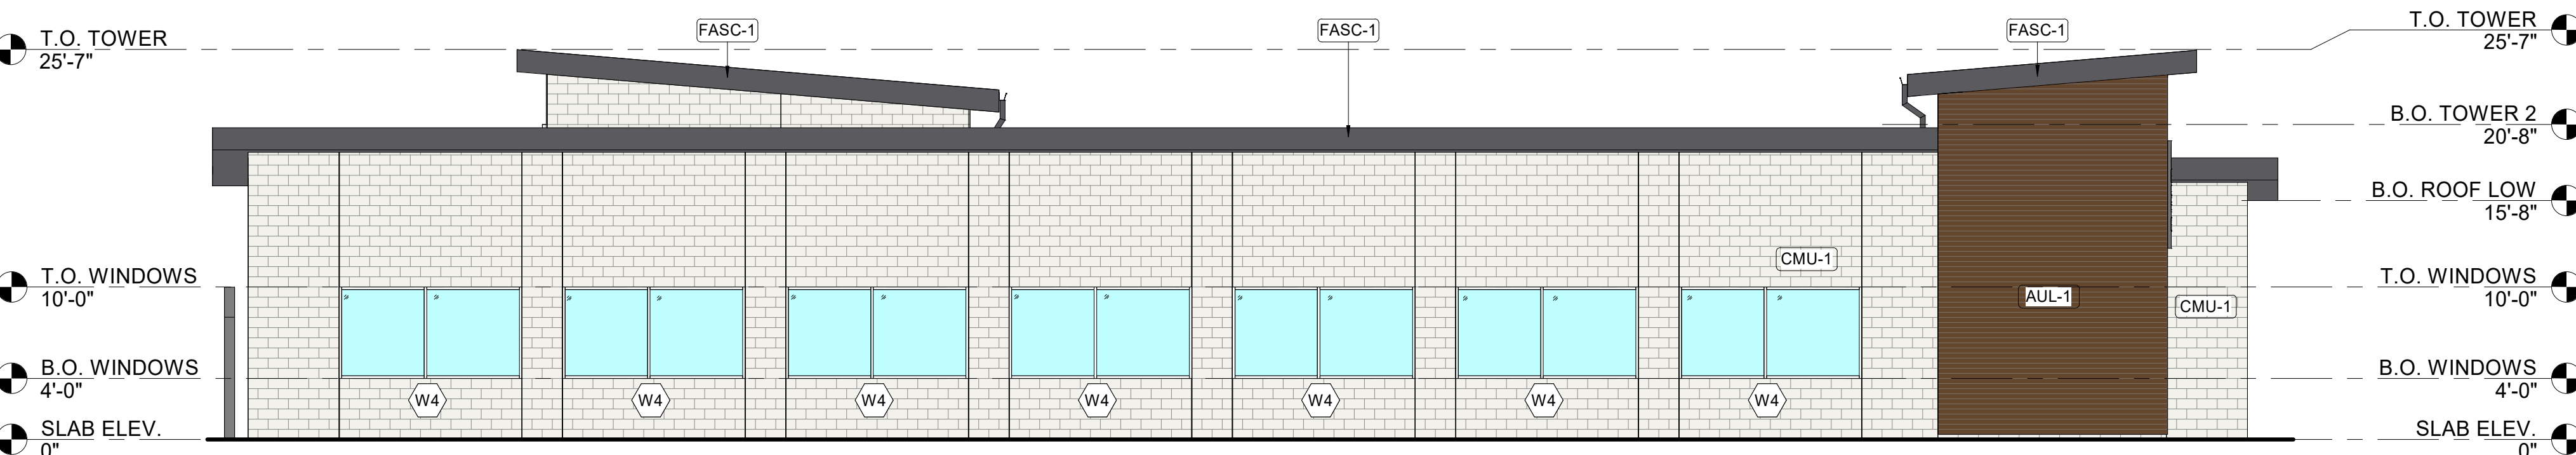 T.O. TOWER
25'-7"
FASC-1
FASC-1
FASC-1
T.O. TOWER
25'-7"
B.O. TOWER 2
20'-8"
B.O. ROOF LOW
15'-8"
CMU-1
T.O. WINDOWS
10'-0"
AUL-1
CMU-1
T.O. WINDOWS
10'-0"
B.O. WINDOWS
4'-0"
W4
W4
W4
W4
W4
W4
W4
B.O. WINDOWS
4'-0"
SLAB ELEV.
0"
SLAB ELEV.
0"